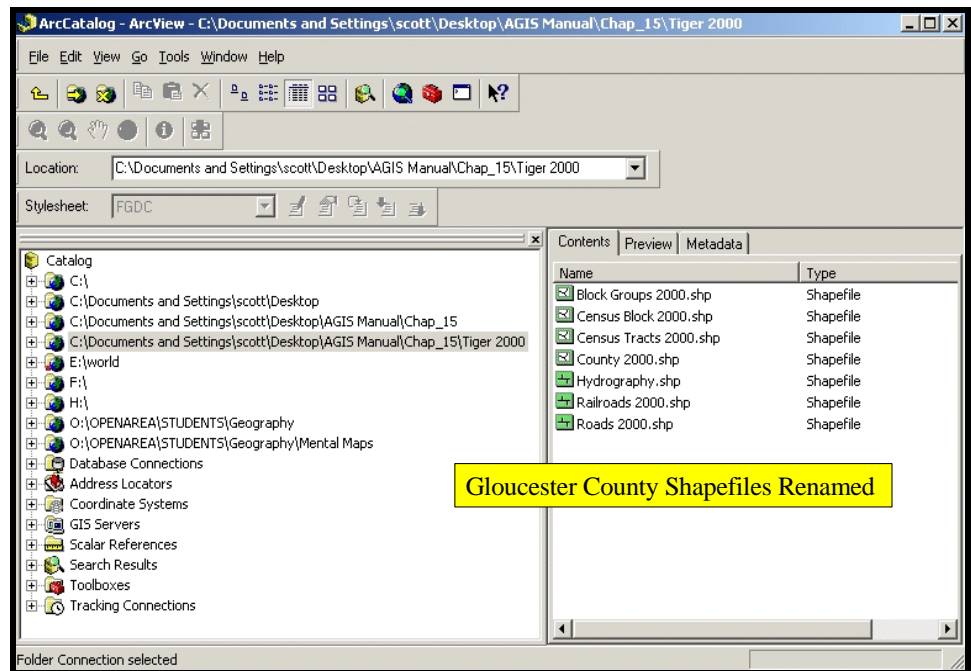 ArcCatalog - ArcView - C:\Documents and Settings\scott\Desktop\AGIS Manual\Chap_15\Tiger 2000
File Edit View Go Tools Window Help
Location: C:\Documents and Settings\scott\Desktop\AGIS Manual\Chap_15\Tiger 2000
Stylesheet: FGDC
Catalog
C:\
C:\Documents and Settings\scott\Desktop
C:\Documents and Settings\scott\Desktop\AGIS Manual\Chap_15
C:\Documents and Settings\scott\Desktop\AGIS Manual\Chap_15\Tiger 2000
E:\world
F:\
H:\
O:\OPENAREA\STUDENTS\Geography
O:\OPENAREA\STUDENTS\Geography\Mental Maps
Database Connections
Address Locators
Coordinate Systems
GIS Servers
Scalar References
Search Results
Toolboxes
Tracking Connections
Contents Preview Metadata
Name Type
Block Groups 2000.shp Shapefile
Census Block 2000.shp Shapefile
Census Tracts 2000.shp Shapefile
County 2000.shp Shapefile
Hydrography.shp Shapefile
Railroads 2000.shp Shapefile
Roads 2000.shp Shapefile
Gloucester County Shapefiles Renamed
Folder Connection selected